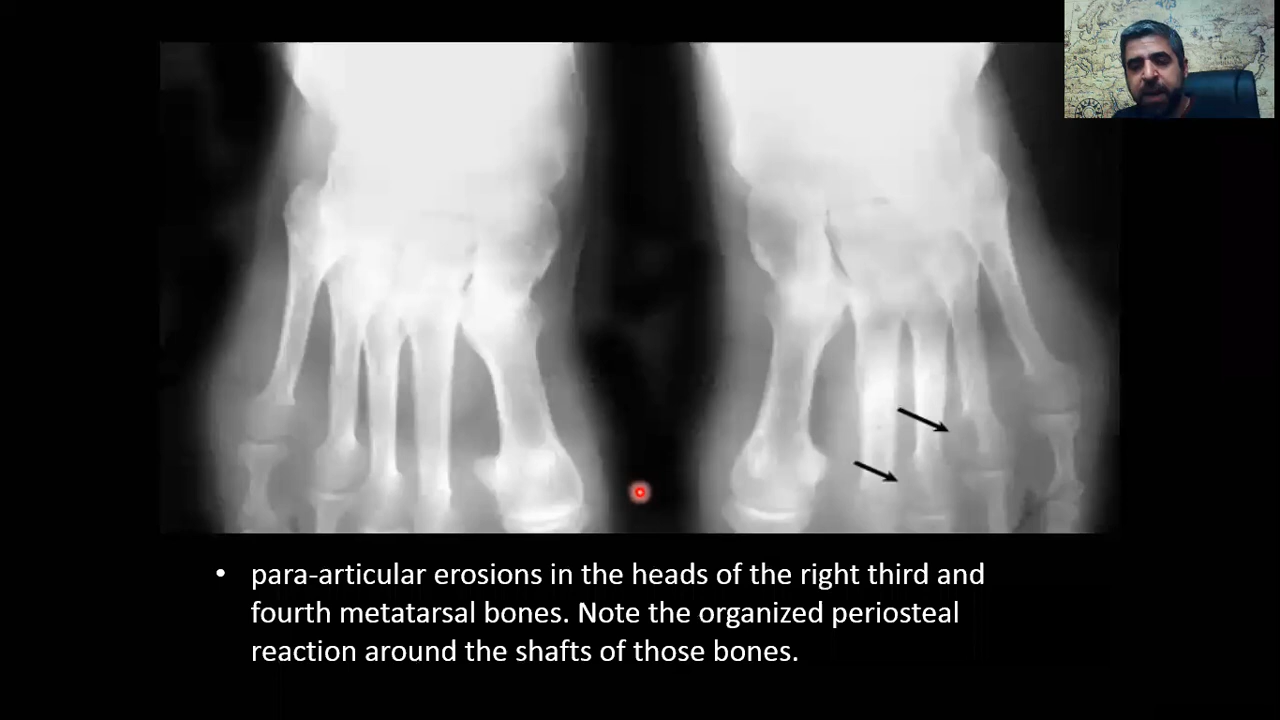 • para-articular erosions in the heads of the right third and
fourth metatarsal bones. Note the organized periosteal
reaction around the shafts of those bones.